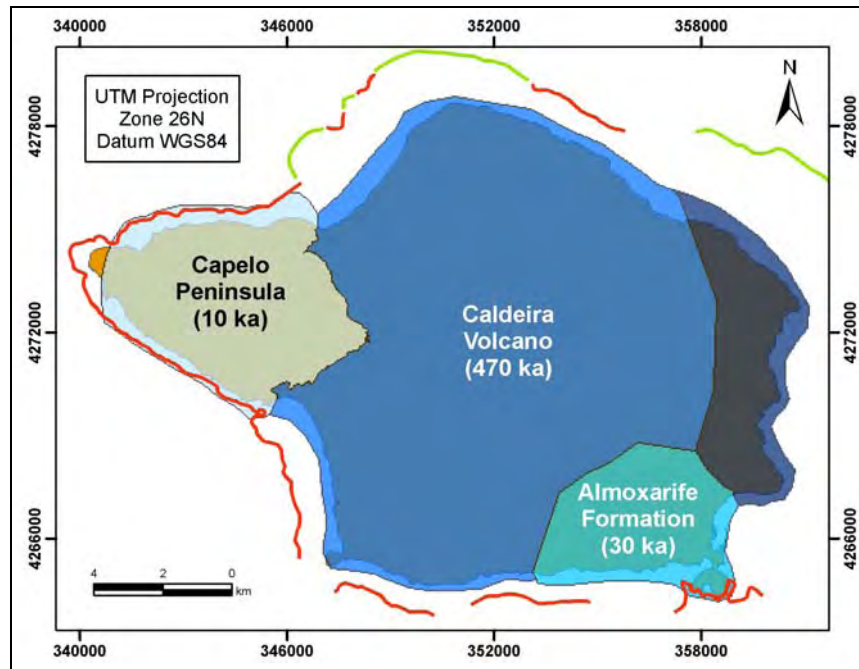 340000 346000 352000 358000
UTM Projection
Zone 26N
Datum WGS84
N
4278000 4278000
Capelo
Peninsula
(10 ka)
Caldeira
Volcano
(470 ka)
4272000 4272000
Almoxarife
Formation
(30 ka)
4266000 4266000
4 2 0
km
340000 346000 352000 358000